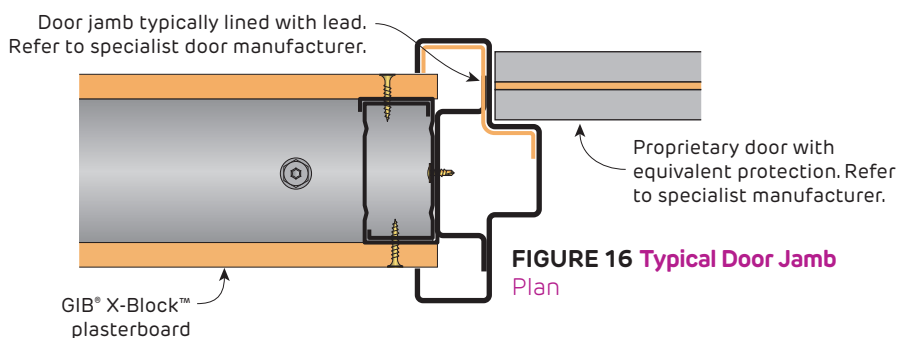 Door jamb typically lined with lead.
Refer to specialist door manufacturer.
Proprietary door with
equivalent protection. Refer
to specialist manufacturer.
FIGURE 16 Typical Door Jamb
Plan
GIB® X-Block™
plasterboard